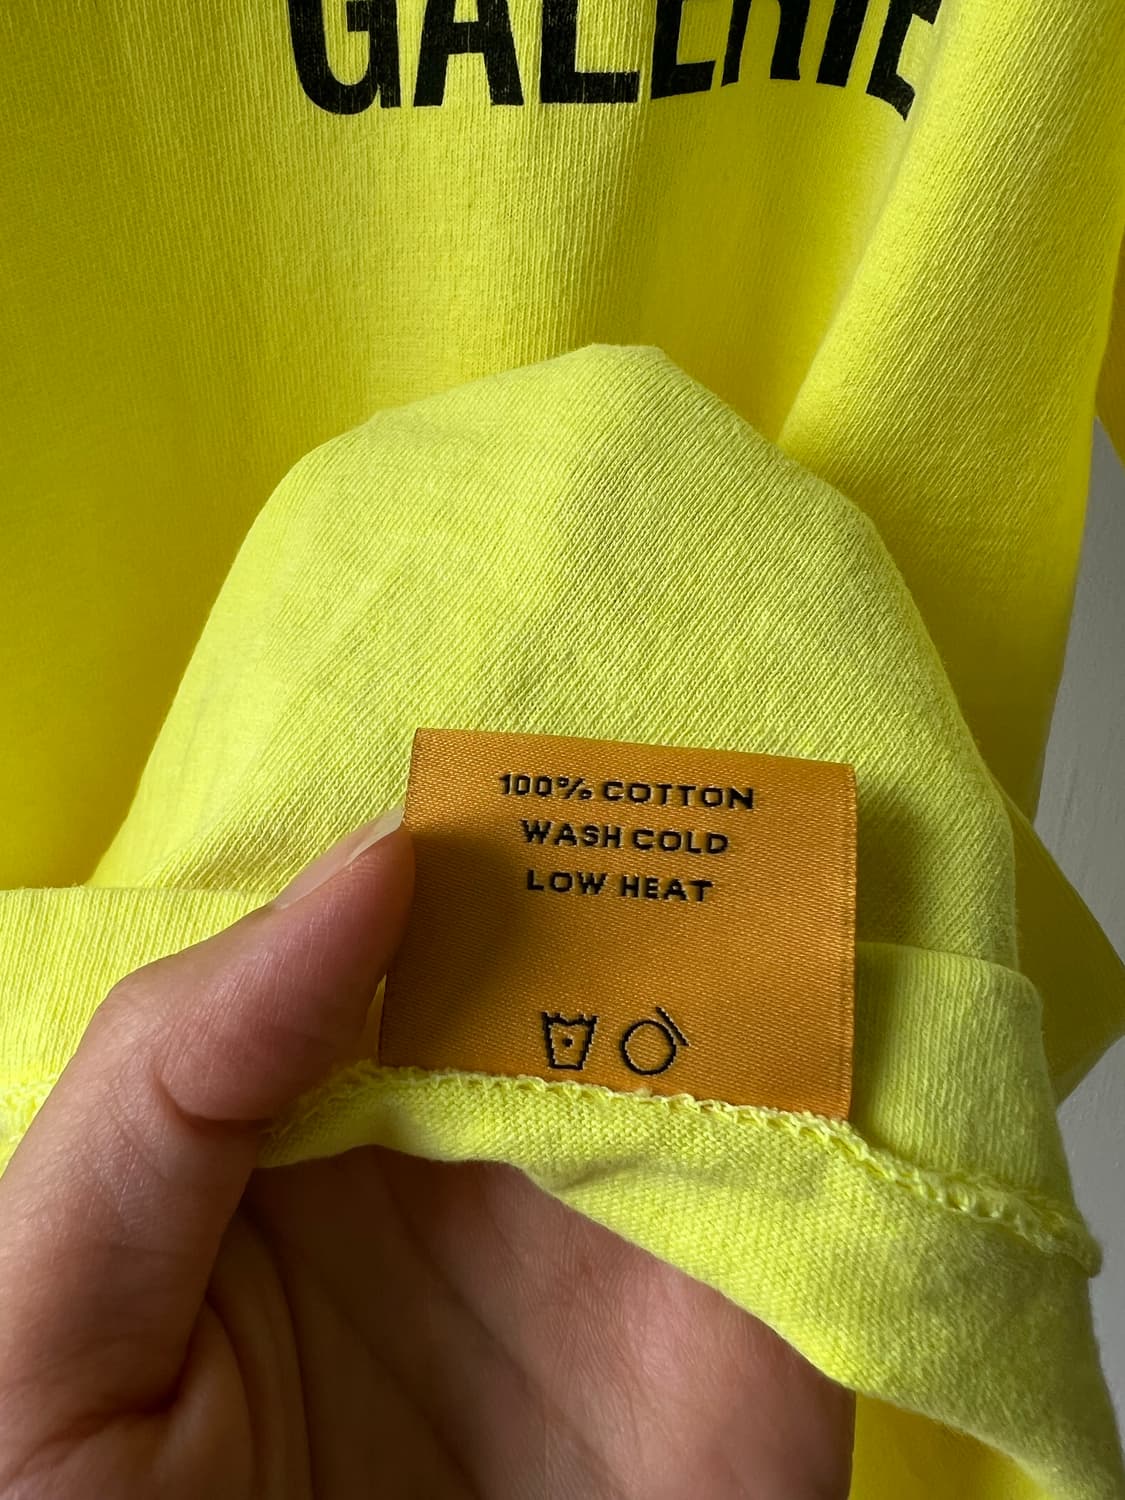 GALERIE
100% COTTON
WASH COLD
LOW HEAT